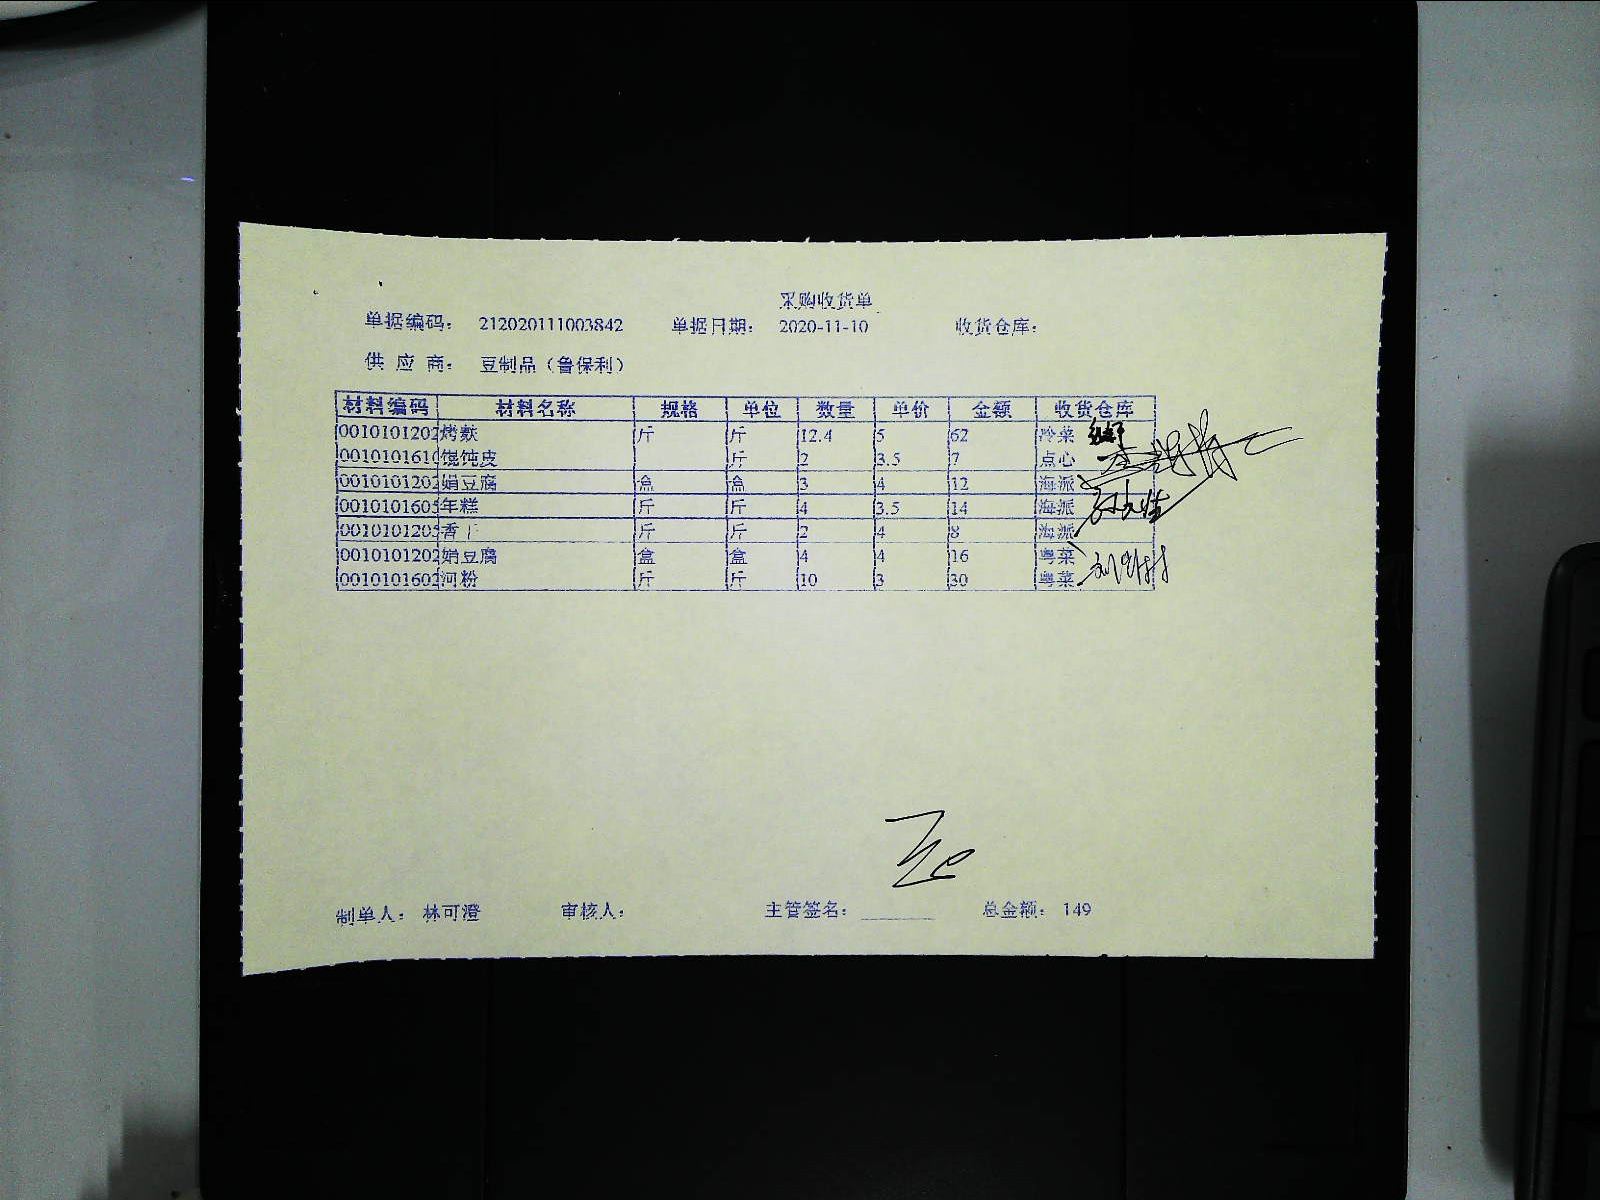 采购收货单
单据编码： 212020111003842 单据日期： 2020-11-10 收货仓库：
供 应 商： 豆制品（鲁保利）
材料编码 材料名称 规格 单位 数量 单价 金额 收货仓库
0010101202 烤麸 斤 斤 12.4 5 62 冷菜
001010161 馄饨皮 斤 2 3.5 7 点心
0010101202 娟豆腐 盒 盒 3 4 12 海派
001010160 年糕 斤 斤 4 3.5 14 海派
001010120 香干 斤 斤 2 4 8 海派
0010101202 娟豆腐 盒 盒 4 4 16 粤菜
0010101602 河粉 斤 斤 10 3 30 粤菜
制单人： 林可澄 审核人： 主管签名： 总金额： 149